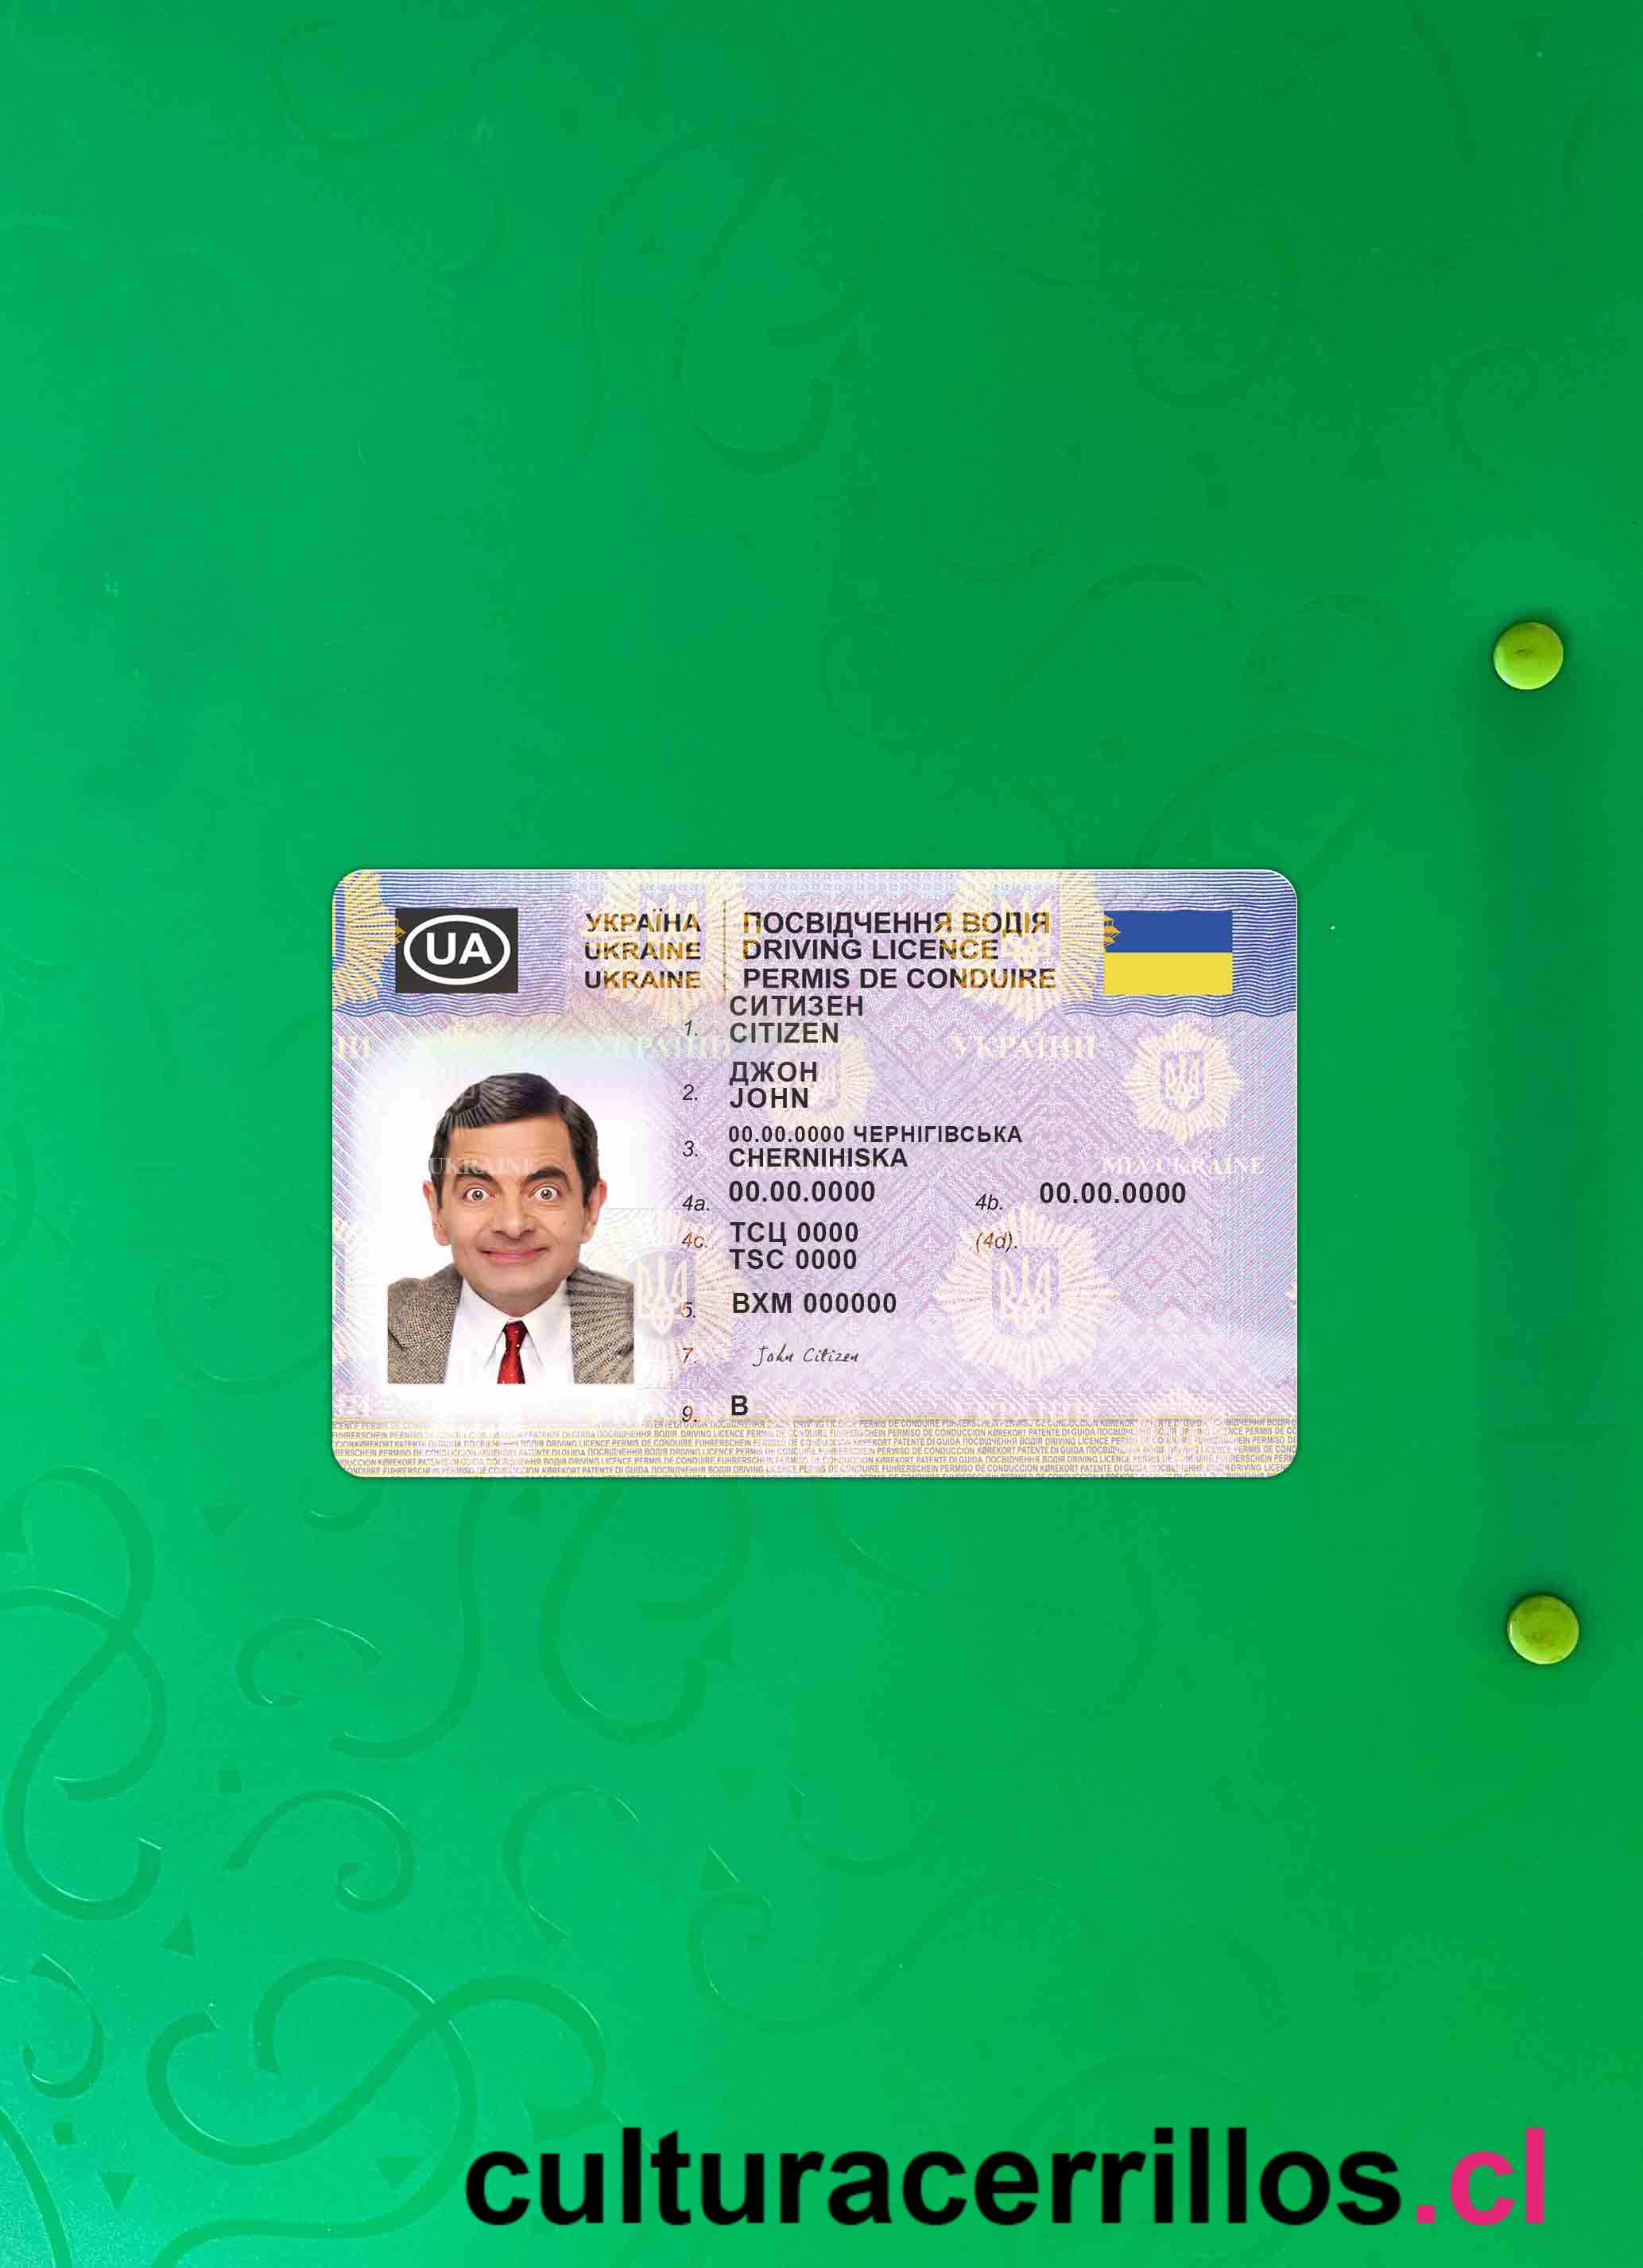 UA
УКРАЇНА
UKRAINE
UKRAINE
ПОСВІДЧЕННЯ ВОДІЯ
DRIVING LICENCE
PERMIS DE CONDUIRE
1. СИТИЗЕН
CITIZEN
УКРАЇНИ
2. ДЖОН
JOHN
3. 00.00.0000 ЧЕРНІГІВСЬКА
CHERNIHISKA
UKRAINE
MIA UKRAINE
4a. 00.00.0000 4b. 00.00.0000
4c. ТСЦ 0000 (4d).
TSC 0000
5. BXM 000000
7. John Citizen
9. B
culturacerrillos.cl